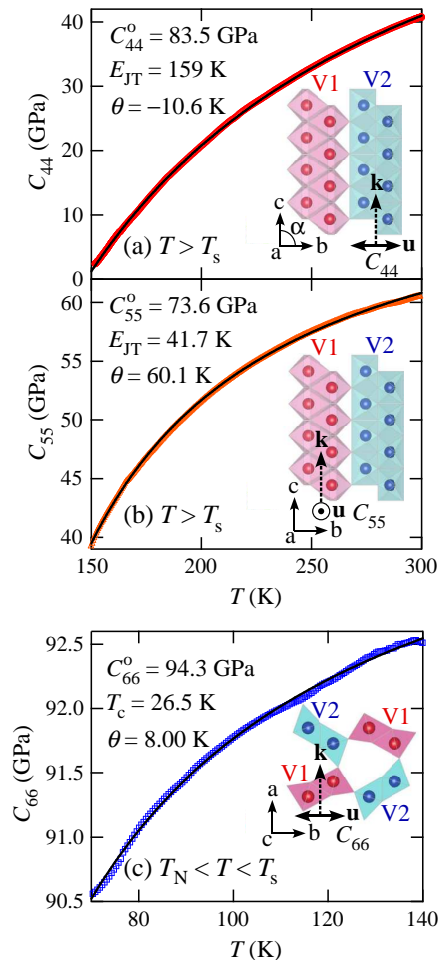 40
C₄₄ᵒ = 83.5 GPa
E_JT = 159 K
θ = −10.6 K
30
C₄₄ (GPa)
V1 V2
20
k
10
c
α
a b
u
C₄₄
(a) T > Tₛ
0
60
C₅₅ᵒ = 73.6 GPa
E_JT = 41.7 K
θ = 60.1 K
V2
V1
55
C₅₅ (GPa)
50
k
45
c
u C₅₅
a b
(b) T > Tₛ
40
150 200 250 300
T (K)
92.5
C₆₆ᵒ = 94.3 GPa
T_c = 26.5 K
θ = 8.00 K
92.0
V2 V1
C₆₆ (GPa)
k
91.5
V1
a
u
V2
c b C₆₆
91.0
(c) T_N < T < Tₛ
90.5
80 100 120 140
T (K)